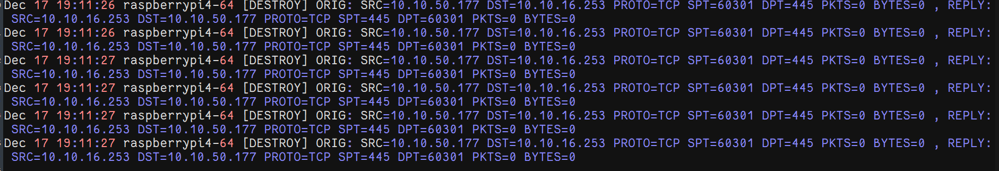 Dec 17 19:11:26 raspberrypi4-64 [DESTROY] ORIG: SRC=10.10.50.177 DST=10.10.16.253 PROTO=TCP SPT=60301 DPT=445 PKTS=0 BYTES=0 , REPLY:
SRC=10.10.16.253 DST=10.10.50.177 PROTO=TCP SPT=445 DPT=60301 PKTS=0 BYTES=0
Dec 17 19:11:26 raspberrypi4-64 [DESTROY] ORIG: SRC=10.10.50.177 DST=10.10.16.253 PROTO=TCP SPT=60301 DPT=445 PKTS=0 BYTES=0 , REPLY:
SRC=10.10.16.253 DST=10.10.50.177 PROTO=TCP SPT=445 DPT=60301 PKTS=0 BYTES=0
Dec 17 19:11:27 raspberrypi4-64 [DESTROY] ORIG: SRC=10.10.50.177 DST=10.10.16.253 PROTO=TCP SPT=60301 DPT=445 PKTS=0 BYTES=0 , REPLY:
SRC=10.10.16.253 DST=10.10.50.177 PROTO=TCP SPT=445 DPT=60301 PKTS=0 BYTES=0
Dec 17 19:11:27 raspberrypi4-64 [DESTROY] ORIG: SRC=10.10.50.177 DST=10.10.16.253 PROTO=TCP SPT=60301 DPT=445 PKTS=0 BYTES=0 , REPLY:
SRC=10.10.16.253 DST=10.10.50.177 PROTO=TCP SPT=445 DPT=60301 PKTS=0 BYTES=0
Dec 17 19:11:27 raspberrypi4-64 [DESTROY] ORIG: SRC=10.10.50.177 DST=10.10.16.253 PROTO=TCP SPT=60301 DPT=445 PKTS=0 BYTES=0 , REPLY:
SRC=10.10.16.253 DST=10.10.50.177 PROTO=TCP SPT=445 DPT=60301 PKTS=0 BYTES=0
Dec 17 19:11:27 raspberrypi4-64 [DESTROY] ORIG: SRC=10.10.50.177 DST=10.10.16.253 PROTO=TCP SPT=60301 DPT=445 PKTS=0 BYTES=0 , REPLY:
SRC=10.10.16.253 DST=10.10.50.177 PROTO=TCP SPT=445 DPT=60301 PKTS=0 BYTES=0